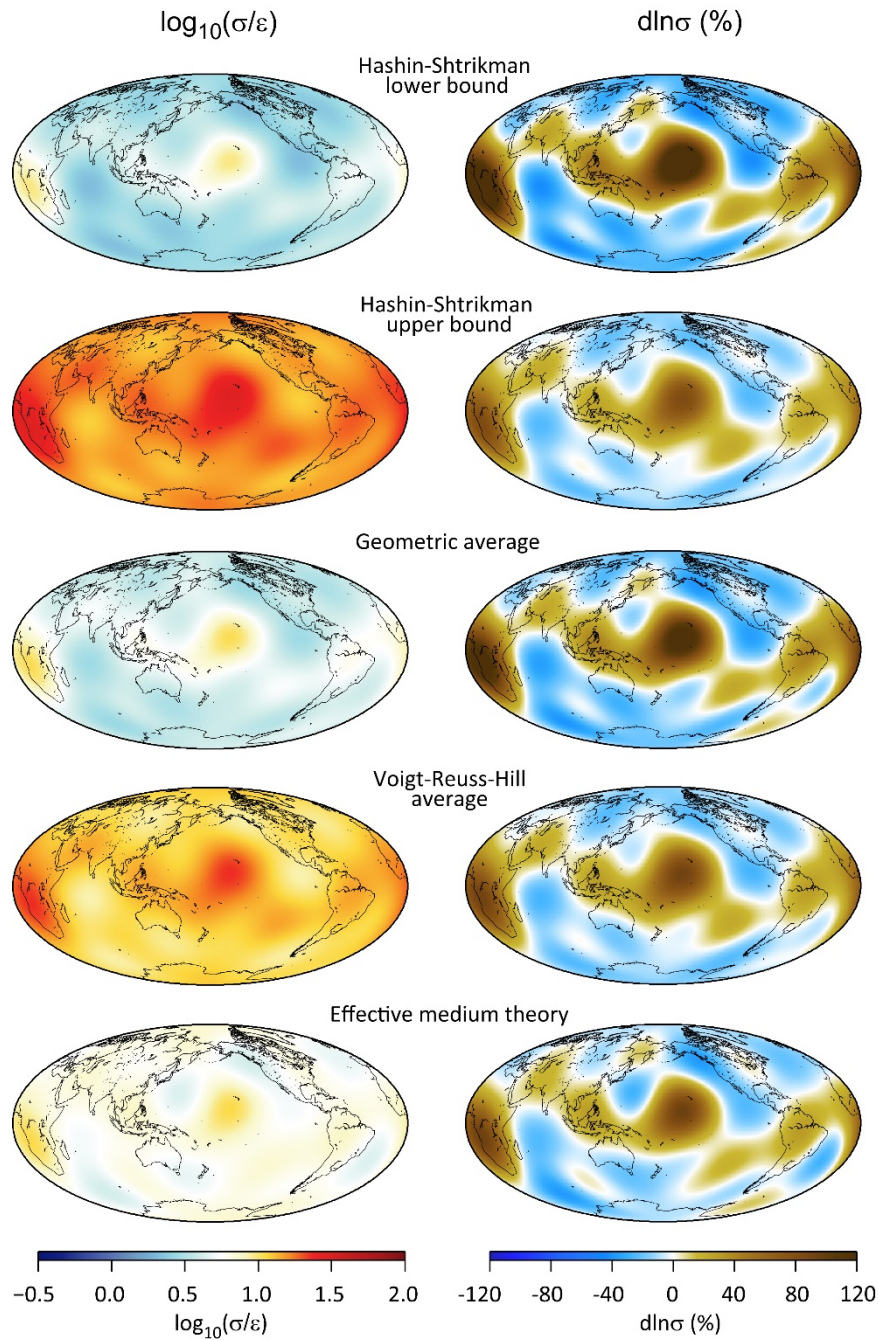 log₁₀(σ/ε)
dlnσ (%)
Hashin-Shtrikman
lower bound
Hashin-Shtrikman
upper bound
Geometric average
Voigt-Reuss-Hill
average
Effective medium theory
−0.5 0.0 0.5 1.0 1.5 2.0
log₁₀(σ/ε)
-120 -80 -40 0 40 80 120
dlnσ (%)